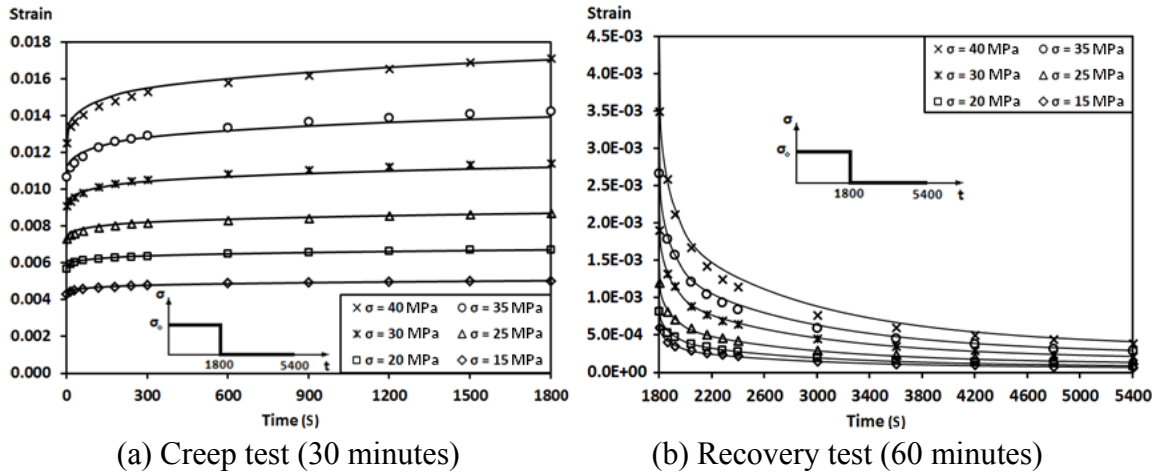 Strain
0.018
0.016
0.014
0.012
0.010
0.008
0.006
0.004
0.002
0.000
0 300 600 900 1200 1500 1800
Time (S)
σ
σₒ
1800 5400 t
σ = 40 MPa σ = 35 MPa
σ = 30 MPa σ = 25 MPa
σ = 20 MPa σ = 15 MPa
(a) Creep test (30 minutes)
Strain
4.5E-03
4.0E-03
3.5E-03
3.0E-03
2.5E-03
2.0E-03
1.5E-03
1.0E-03
5.0E-04
0.0E+00
1800 2200 2600 3000 3400 3800 4200 4600 5000 5400
Time (S)
σ = 40 MPa σ = 35 MPa
σ = 30 MPa σ = 25 MPa
σ = 20 MPa σ = 15 MPa
σ
σₒ
1800 5400 t
(b) Recovery test (60 minutes)